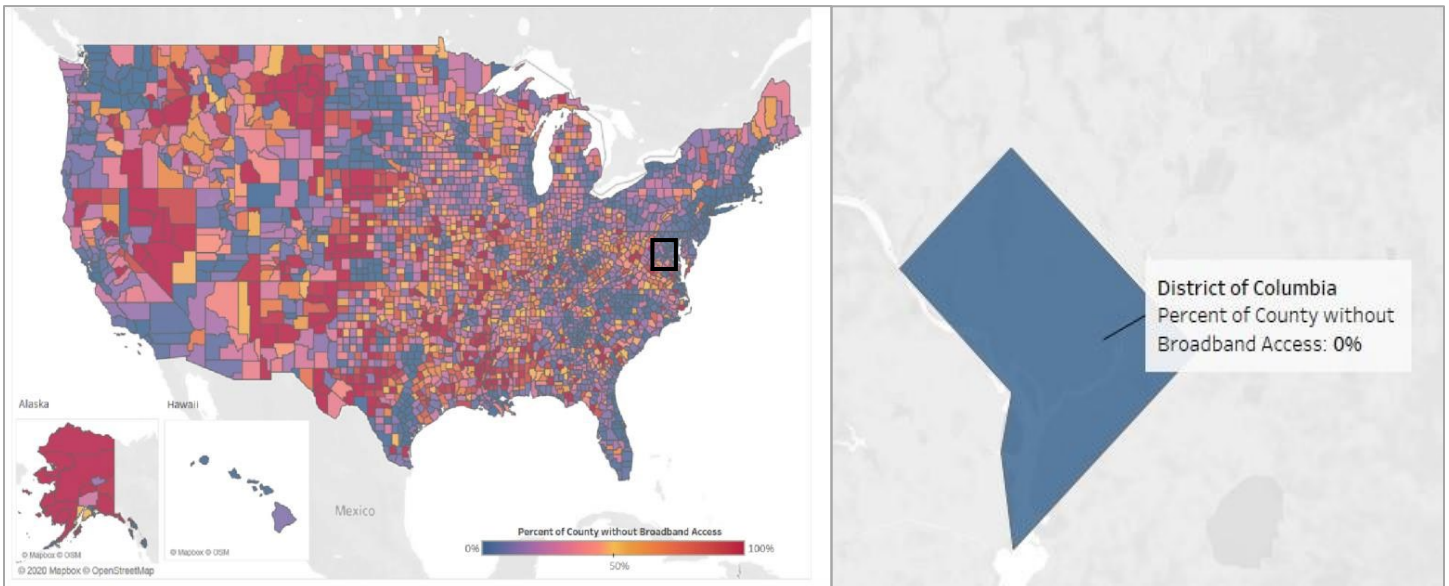 Alaska
Hawaii
Mexico
© Mapbox © OSM
© Mapbox © OSM
© 2020 Mapbox © OpenStreetMap
Percent of County without Broadband Access
0%
100%
50%
District of Columbia
Percent of County without
Broadband Access: 0%